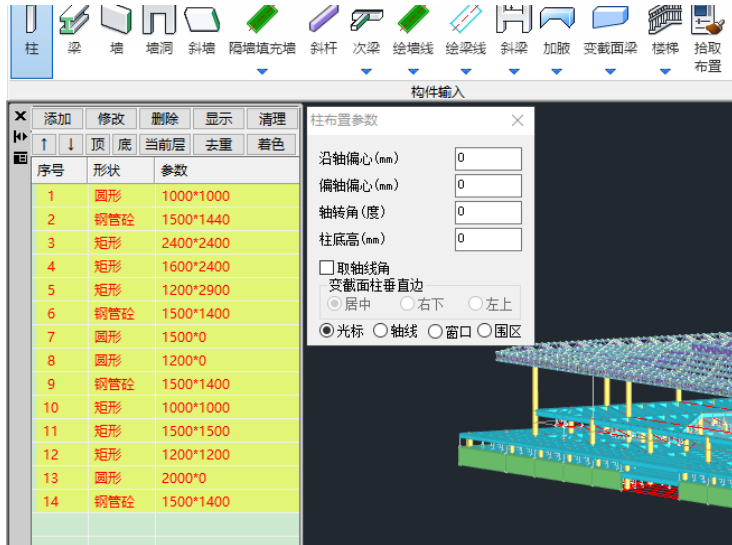 柱 梁 墙 墙洞 斜墙 隔墙填充墙 斜杆 次梁 绘墙线 绘梁线 斜梁 加腋 变截面梁 楼梯 拾取
布置
构件输入
添加 修改 删除 显示 清理
↑ ↓ 顶 底 当前层 去重 着色
序号 形状 参数
1 圆形 1000*1000
2 钢管砼 1500*1440
3 矩形 2400*2400
4 矩形 1600*2400
5 矩形 1200*2900
6 钢管砼 1500*1400
7 圆形 1500*0
8 圆形 1200*0
9 钢管砼 1500*1400
10 矩形 1000*1000
11 矩形 1500*1500
12 矩形 1200*1200
13 圆形 2000*0
14 钢管砼 1500*1400
柱布置参数
沿轴偏心(mm) 0
偏轴偏心(mm) 0
轴转角(度) 0
柱底高(mm) 0
取轴线角
变截面柱垂直边
居中 右下 左上
光标 轴线 窗口 围区